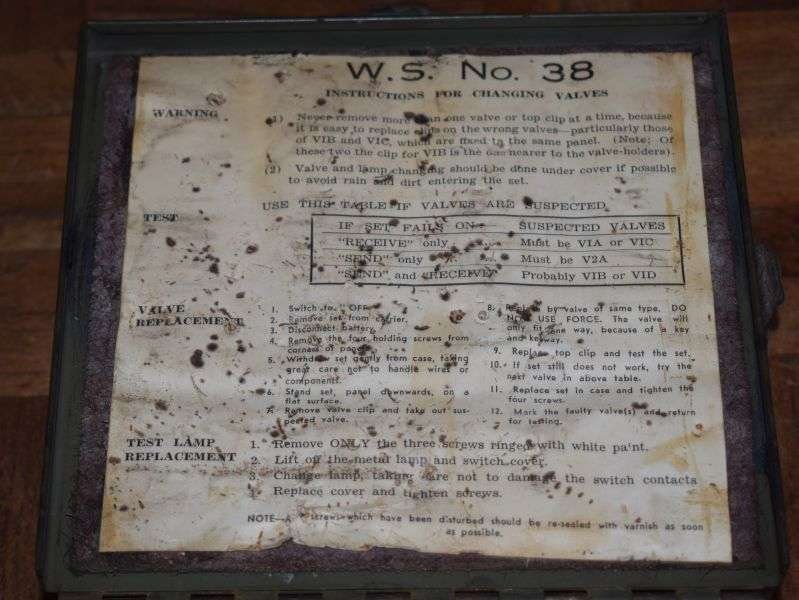 W.S. No. 38
INSTRUCTIONS FOR CHANGING VALVES
WARNING
(1) Never remove more than one valve or top clip at a time, because
it is easy to replace clips on the wrong valves—particularly those
of VIB and VIC, which are fixed to the same panel. (Note: Of
these two the clip for VIB is the one nearer to the valve-holders).
(2) Valve and lamp changing should be done under cover if possible
to avoid rain and dirt entering the set.
TEST
USE THIS TABLE IF VALVES ARE SUSPECTED
IF SET FAILS ON SUSPECTED VALVES
"RECEIVE" only Must be VIA or VIC
"SEND" only Must be V2A
"SEND" and "RECEIVE" Probably VIB or VID
VALVE
REPLACEMENT
1. Switch to "OFF
2. Remove set from carrier.
3. Disconnect battery.
4. Remove the four holding screws from
corners of panel.
5. Withdraw set gently from case, taking
great care not to handle wires or
components.
6. Stand set, panel downwards, on a
flat surface.
7. Remove valve clip and take out sus-
pected valve.
8. Replace by valve of same type. DO
NOT USE FORCE. The valve will
only fit one way, because of a key
and keyway.
9. Replace top clip and test the set.
10. If set still does not work, try the
next valve in above table.
11. Replace set in case and tighten the
four screws.
12. Mark the faulty valve(s) and return
for testing.
TEST LAMP
REPLACEMENT
1. Remove ONLY the three screws ringed with white paint.
2. Lift off the metal lamp and switch cover.
3. Change lamp, taking care not to damage the switch contacts
4. Replace cover and tighten screws.
NOTE—A screws which have been disturbed should be re-sealed with varnish as soon
as possible.